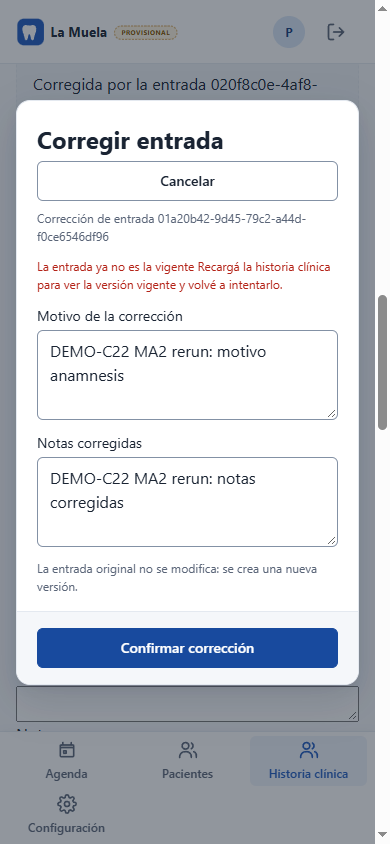 La Muela PROVISIONAL P
Corregida por la entrada 020f8c0e-4af8-
Corregir entrada
Cancelar
Corrección de entrada 01a20b42-9d45-79c2-a44d-
f0ce6546df96
La entrada ya no es la vigente Recargá la historia clínica
para ver la versión vigente y volvé a intentarlo.
Motivo de la corrección
DEMO-C22 MA2 rerun: motivo
anamnesis
Notas corregidas
DEMO-C22 MA2 rerun: notas
corregidas
La entrada original no se modifica: se crea una nueva
versión.
Confirmar corrección
Agenda Pacientes Historia clínica
Configuración